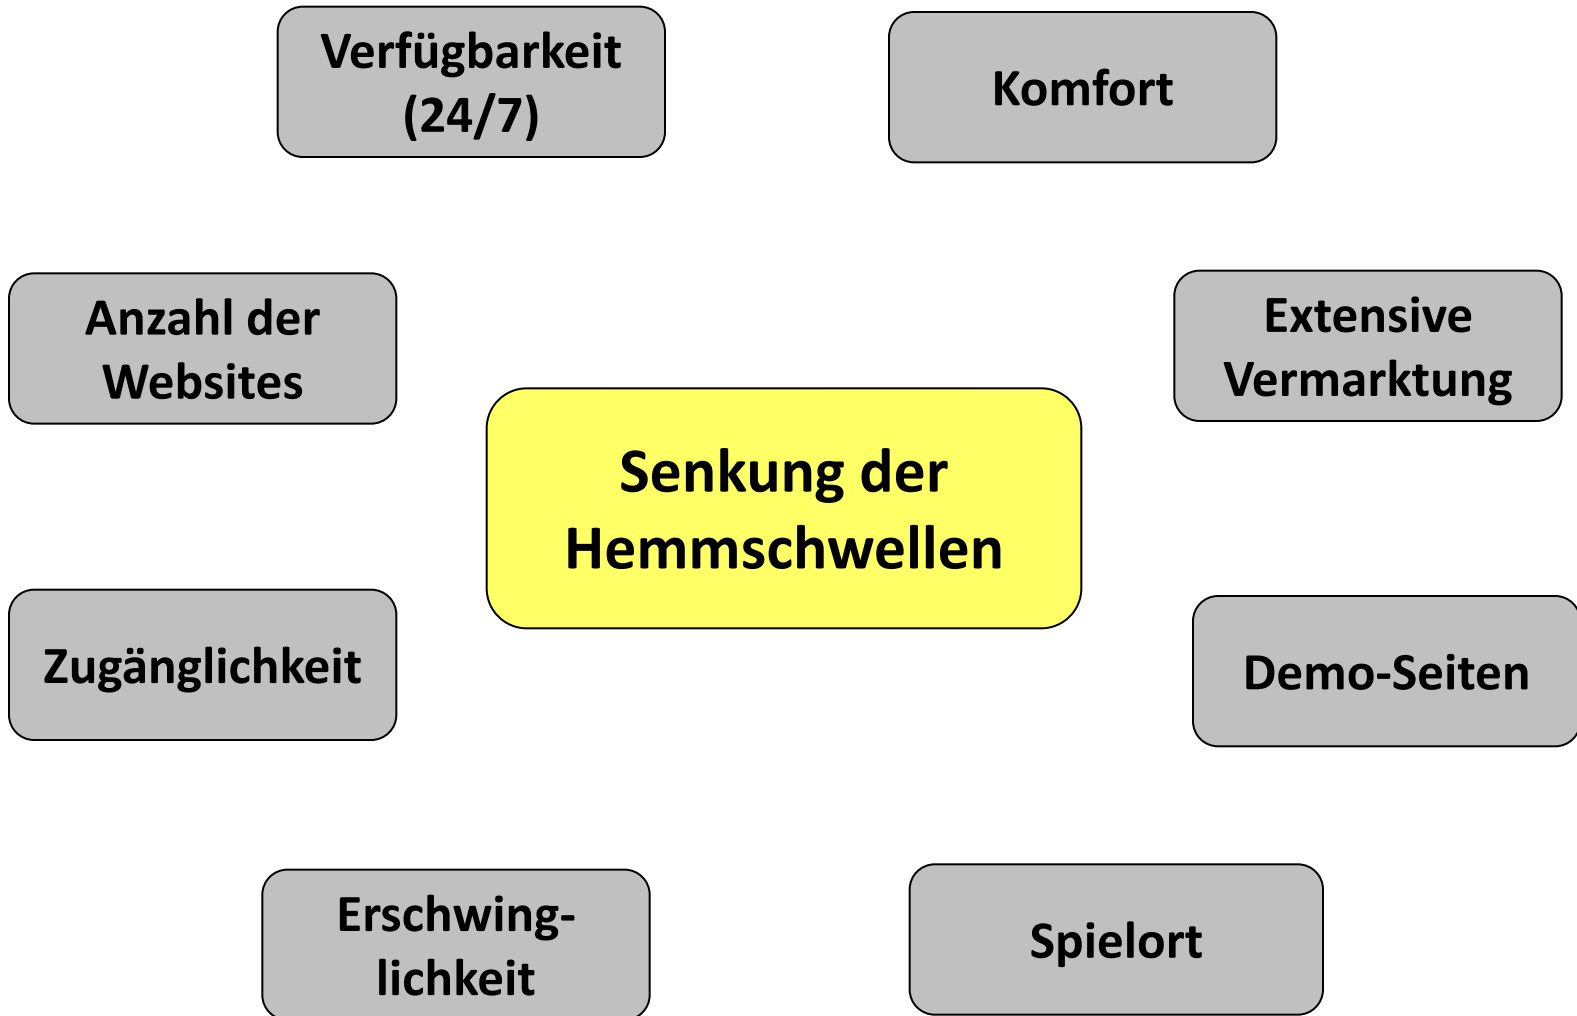 Verfügbarkeit
(24/7)
Komfort
Anzahl der
Websites
Extensive
Vermarktung
Senkung der
Hemmschwellen
Zugänglichkeit
Demo-Seiten
Erschwing-
lichkeit
Spielort